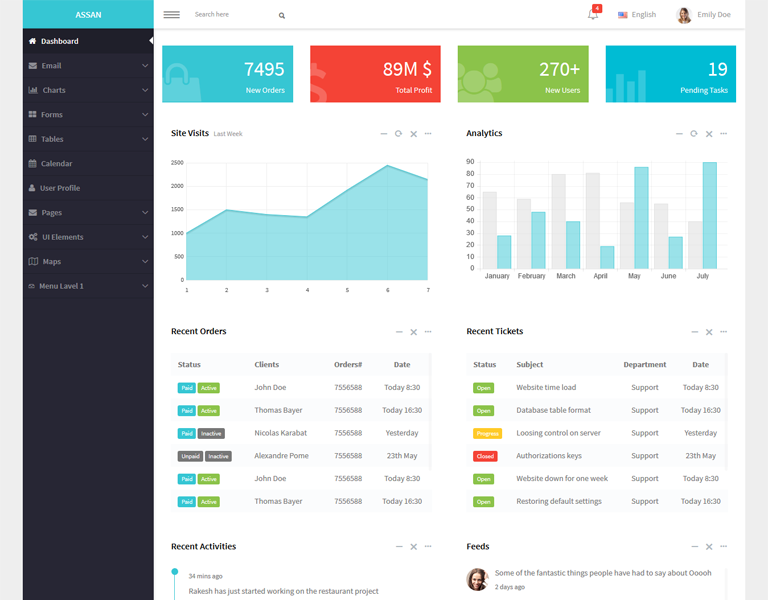 ASSAN
Search here
4
English
Emily Doe
Dashboard
Email
Charts
Forms
Tables
Calendar
User Profile
Pages
UI Elements
Maps
Menu Lavel 1
7495
New Orders
89M $
Total Profit
270+
New Users
19
Pending Tasks
Site Visits Last Week
2500
2000
1500
1000
500
0
1 2 3 4 5 6 7
Analytics
90
80
70
60
50
40
30
20
10
0
January February March April May June July
Recent Orders
Status Clients Orders# Date
Paid Active John Doe 7556588 Today 8:30
Paid Active Thomas Bayer 7556588 Today 16:30
Paid Inactive Nicolas Karabat 7556588 Yesterday
Unpaid Inactive Alexandre Pome 7556588 23th May
Paid Active John Doe 7556588 Today 8:30
Paid Active Thomas Bayer 7556588 Today 16:30
Recent Tickets
Status Subject Department Date
Open Website time load Support Today 8:30
Open Database table format Support Today 16:30
Progress Loosing control on server Support Yesterday
Closed Authorizations keys Support 23th May
Open Website down for one week Support Today 8:30
Open Restoring default settings Support Today 16:30
Recent Activities
34 mins ago
Rakesh has just started working on the restaurant project
Feeds
Some of the fantastic things people have had to say about Ooooh
2 days ago